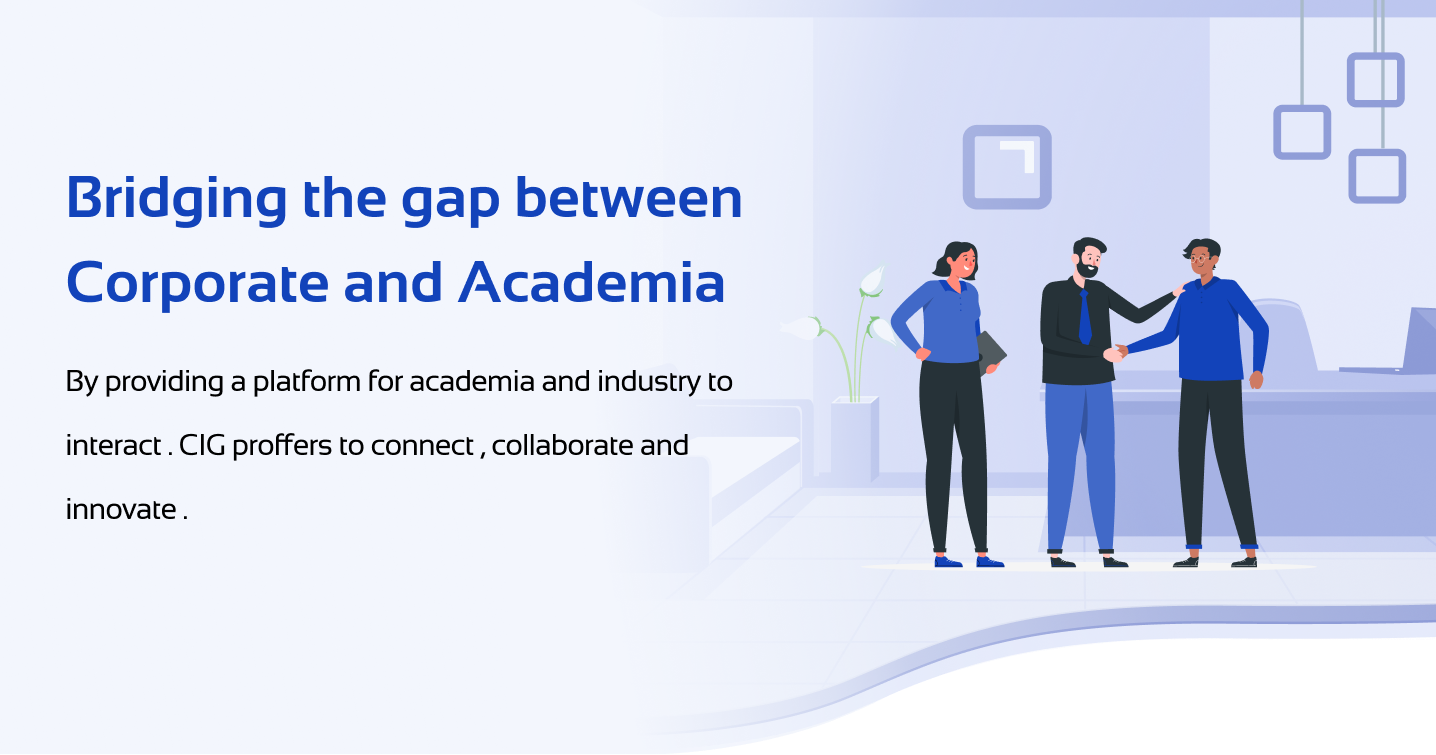 Bridging the gap between
Corporate and Academia
By providing a platform for academia and industry to
interact . CIG proffers to connect , collaborate and
innovate .